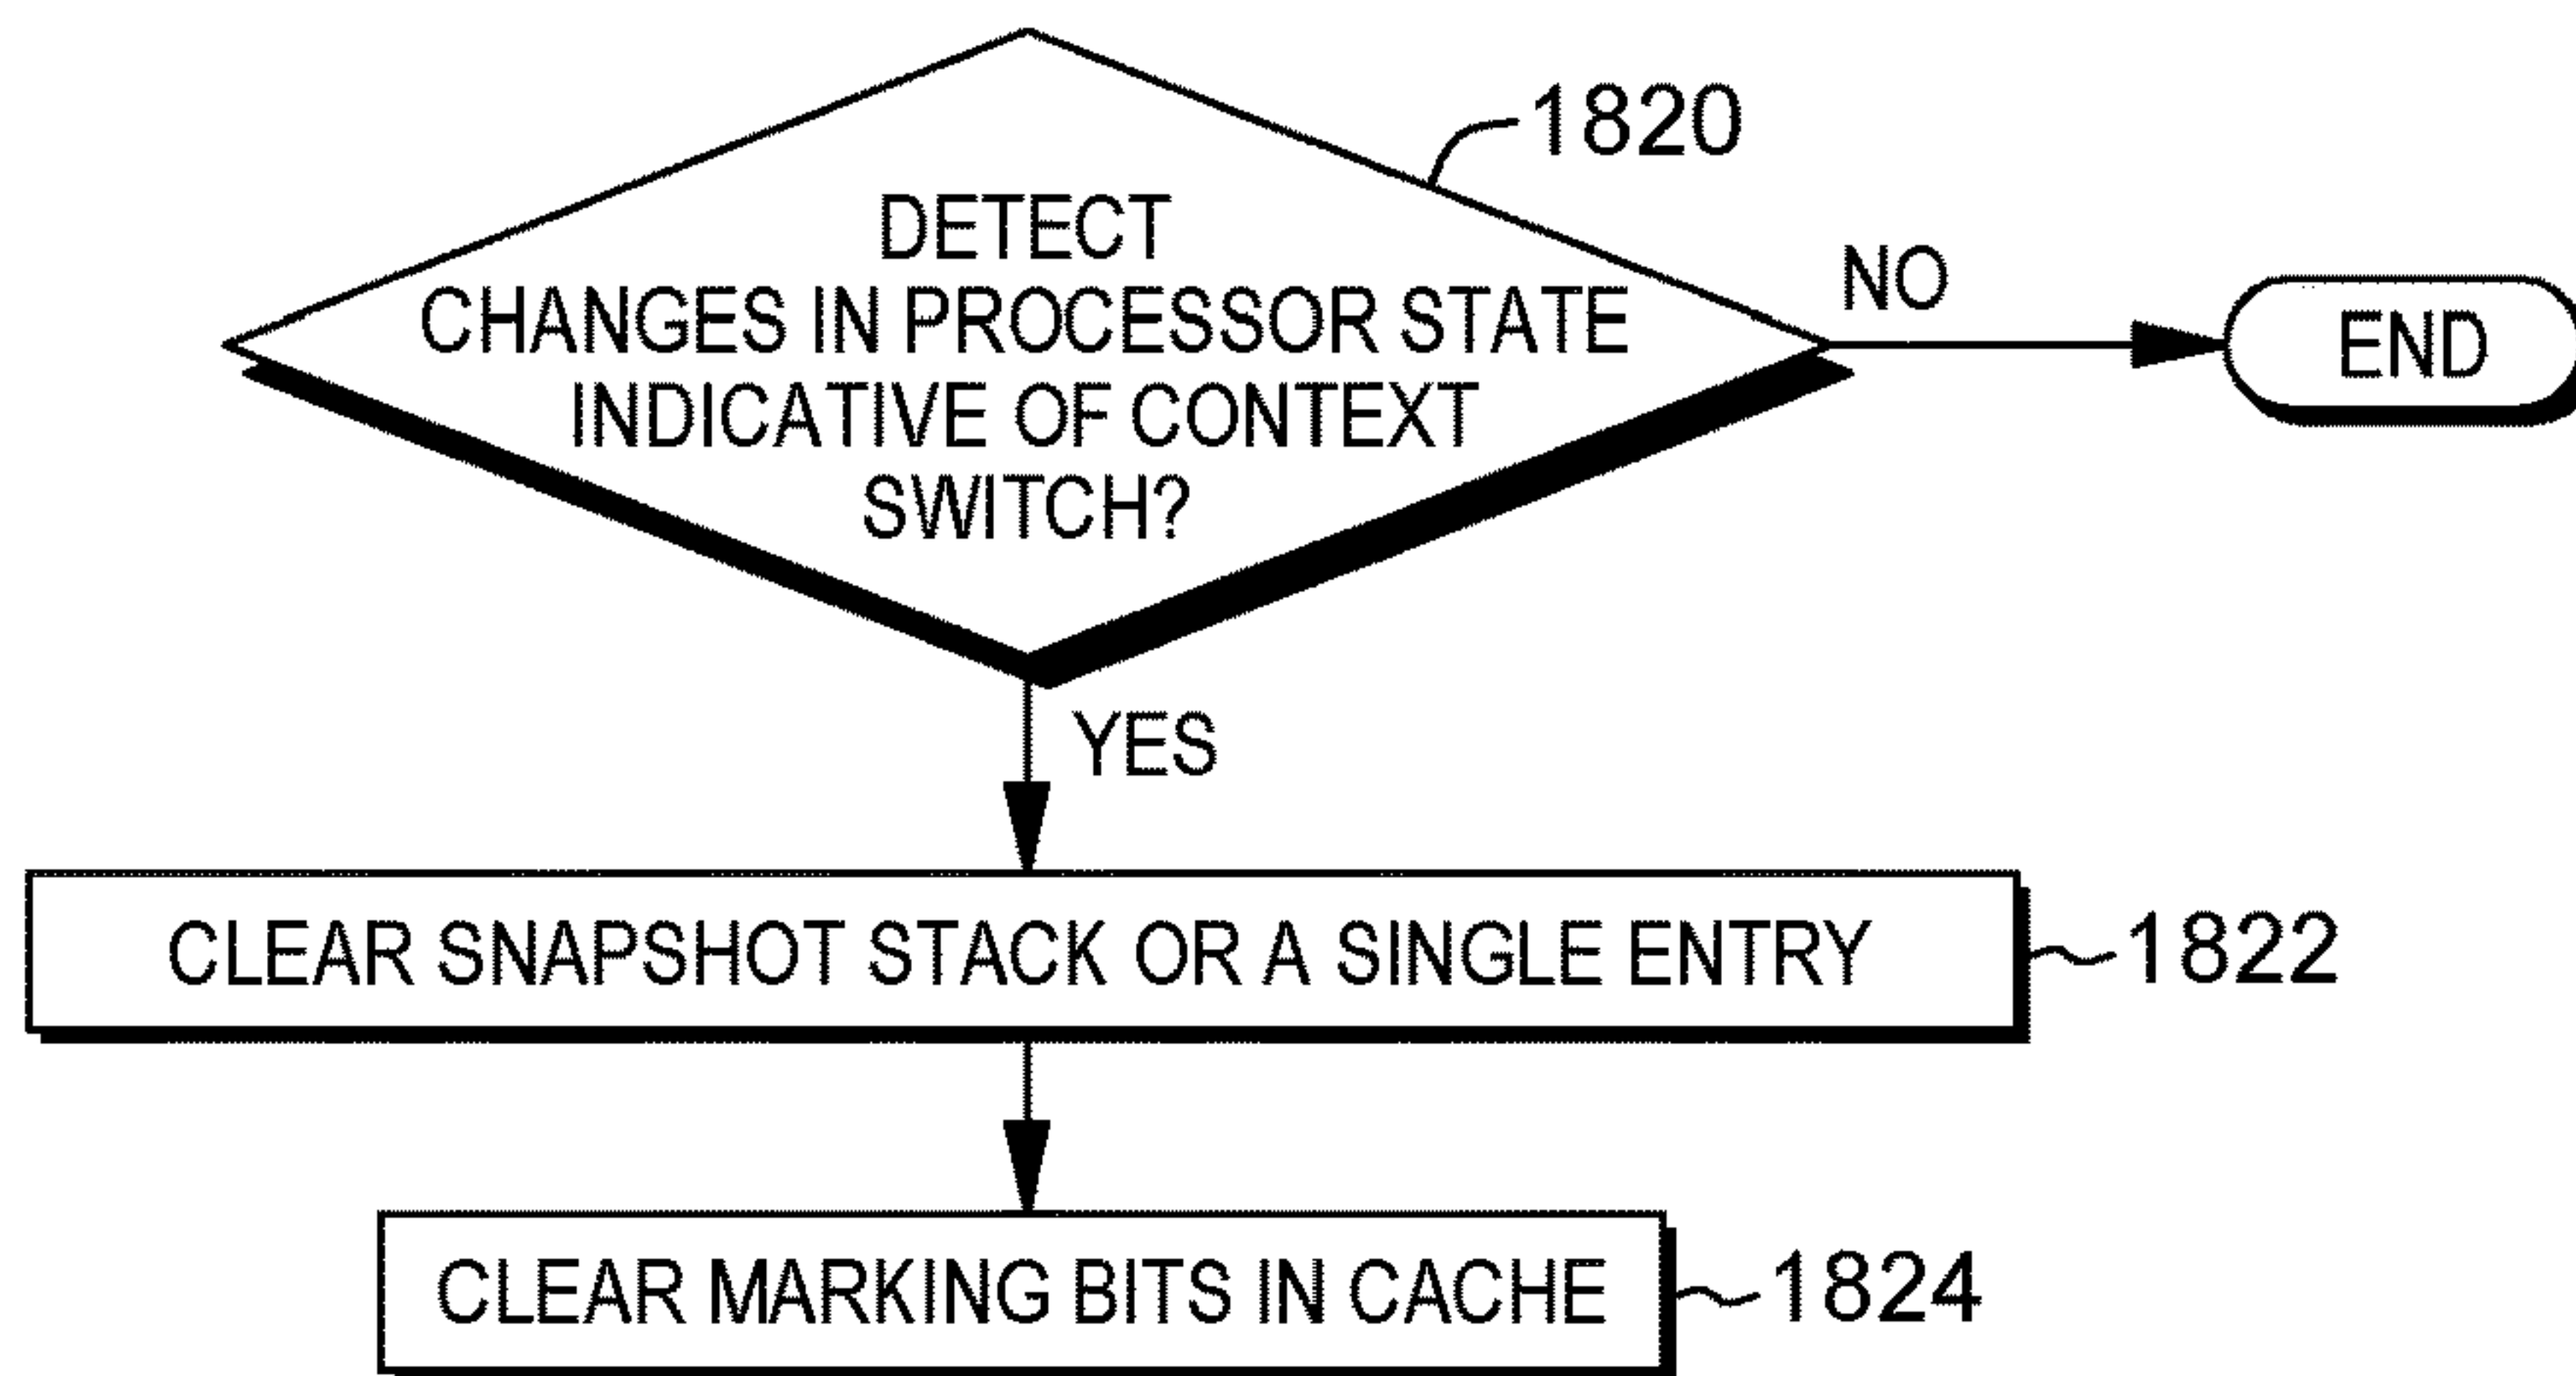 1820
DETECT
CHANGES IN PROCESSOR STATE
INDICATIVE OF CONTEXT
SWITCH?
NO
END
YES
CLEAR SNAPSHOT STACK OR A SINGLE ENTRY
1822
CLEAR MARKING BITS IN CACHE
1824